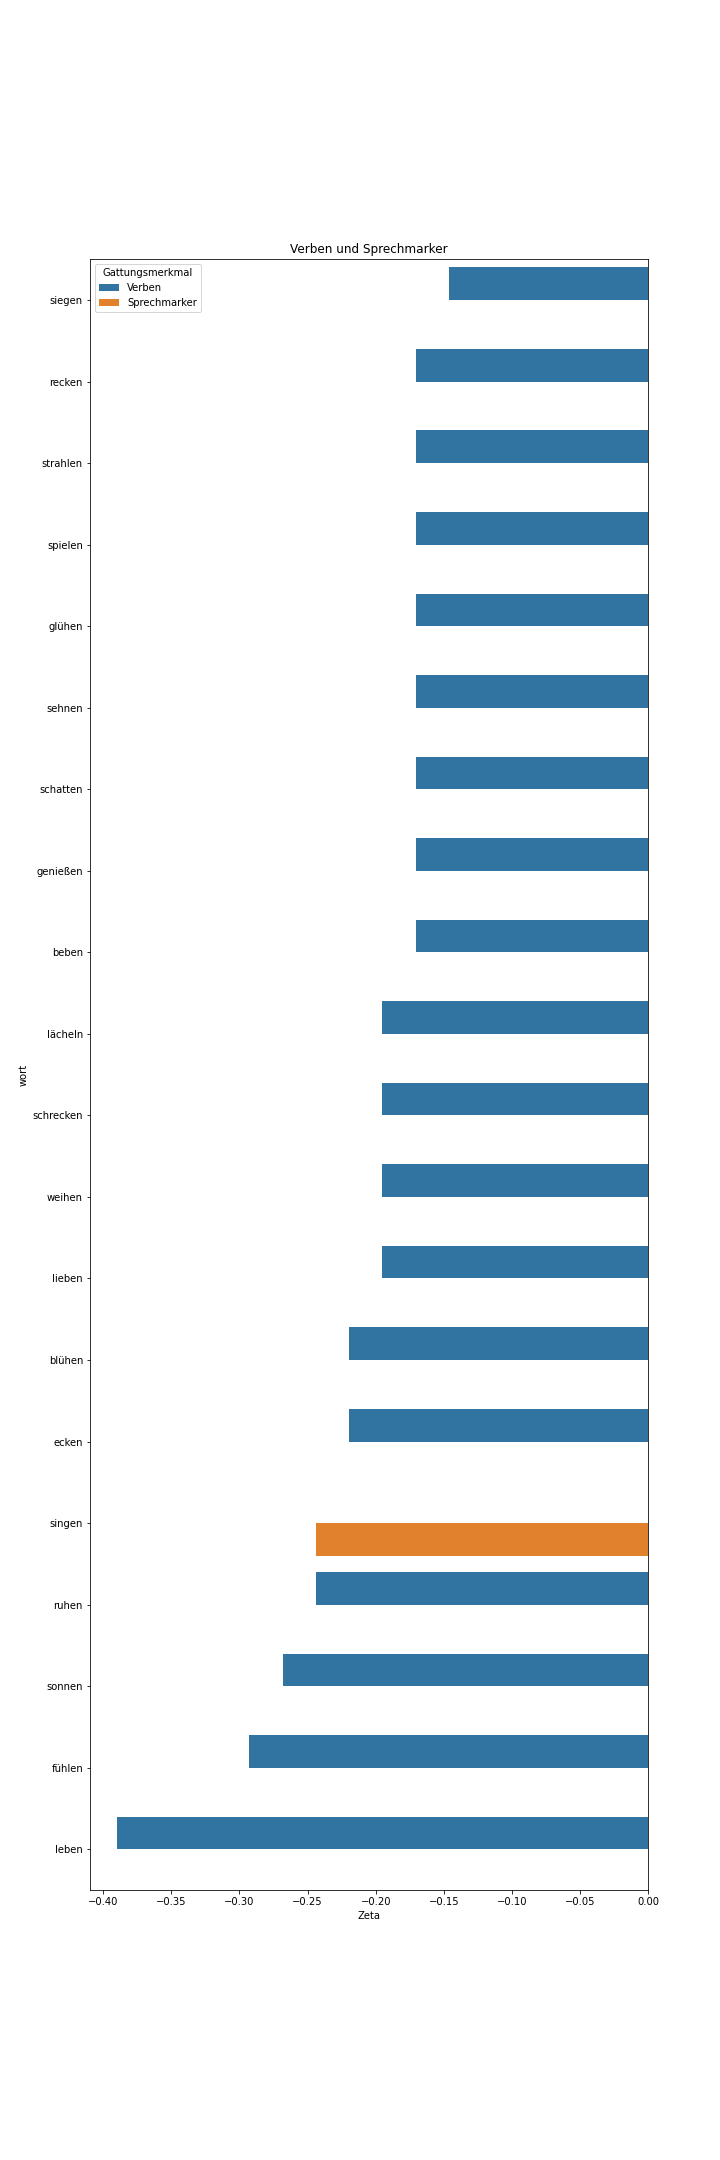 Verben und Sprechmarker
Gattungsmerkmal
Verben
Sprechmarker
siegen
recken
strahlen
spielen
glühen
sehnen
schatten
genießen
beben
lächeln
wort
schrecken
weihen
lieben
blühen
ecken
singen
ruhen
sonnen
fühlen
leben
−0.40 −0.35 −0.30 −0.25 −0.20 −0.15 −0.10 −0.05 0.00
Zeta